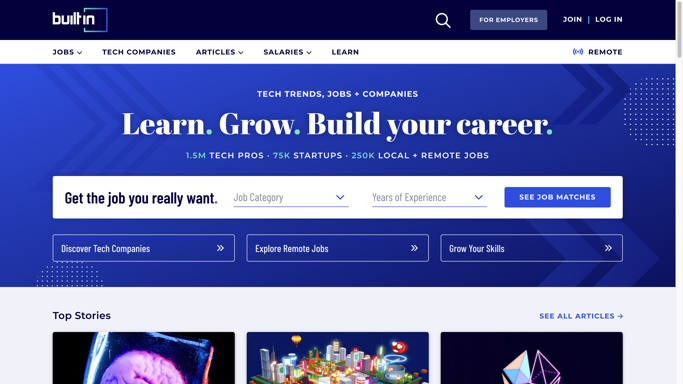 built in
FOR EMPLOYERS
JOIN | LOG IN
JOBS TECH COMPANIES ARTICLES SALARIES LEARN
REMOTE
TECH TRENDS, JOBS + COMPANIES
Learn. Grow. Build your career.
1.5M TECH PROS · 75K STARTUPS · 250K LOCAL + REMOTE JOBS
Get the job you really want. Job Category Years of Experience SEE JOB MATCHES
Discover Tech Companies Explore Remote Jobs Grow Your Skills
Top Stories SEE ALL ARTICLES